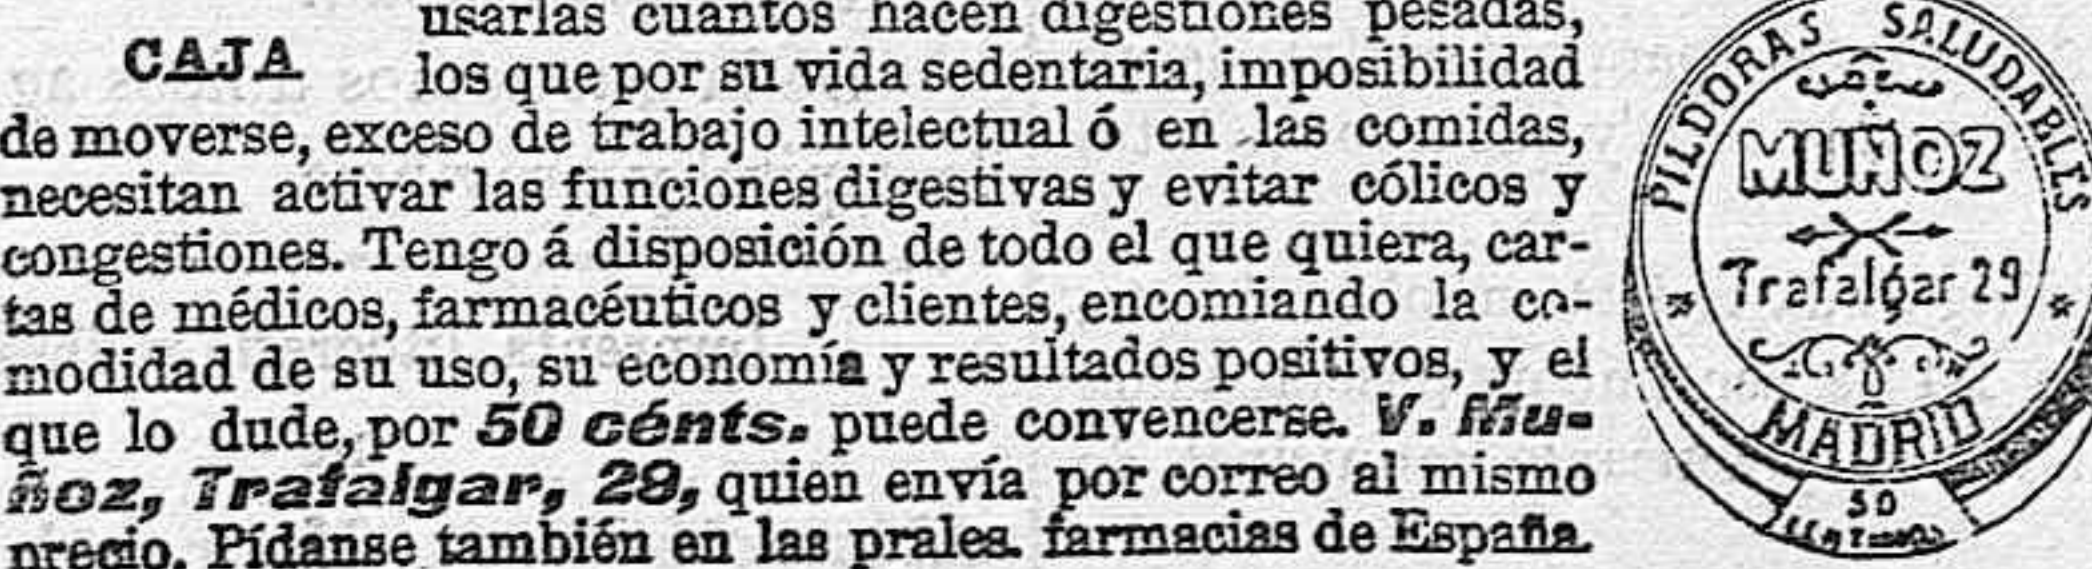 usarlas cuantos hacen digestiones pesadas,
CAJA los que por su vida sedentaria, imposibilidad
de moverse, exceso de trabajo intelectual ó en las comidas,
necesitan activar las funciones digestivas y evitar cólicos y
congestiones. Tengo á disposición de todo el que quiera, car-
tas de médicos, farmacéuticos y clientes, encomiando la co-
modidad de su uso, su economía y resultados positivos, y el
que lo dude, por 50 cénts. puede convencerse. V. Mu-
ñoz, Trafalgar, 29, quien envía por correo al mismo
precio. Pídanse también en las prales. farmacias de España.
PILDORAS SALUDABLES
MUÑOZ
Trafalgar 29
MADRID
50